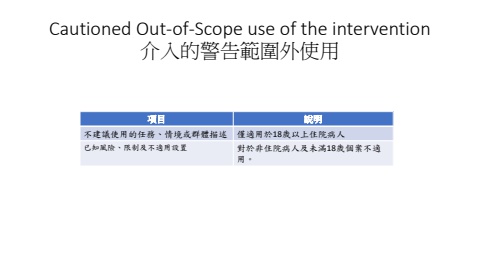 Cautioned Out-of-Scope use of the intervention
介入的警告範圍外使用
項目 說明
不建議使用的任務、情境或群體描述 僅適用於18歲以上住院病人
已知風險、限制及不適用設置 對於非住院病人及未滿18歲個案不適
用。